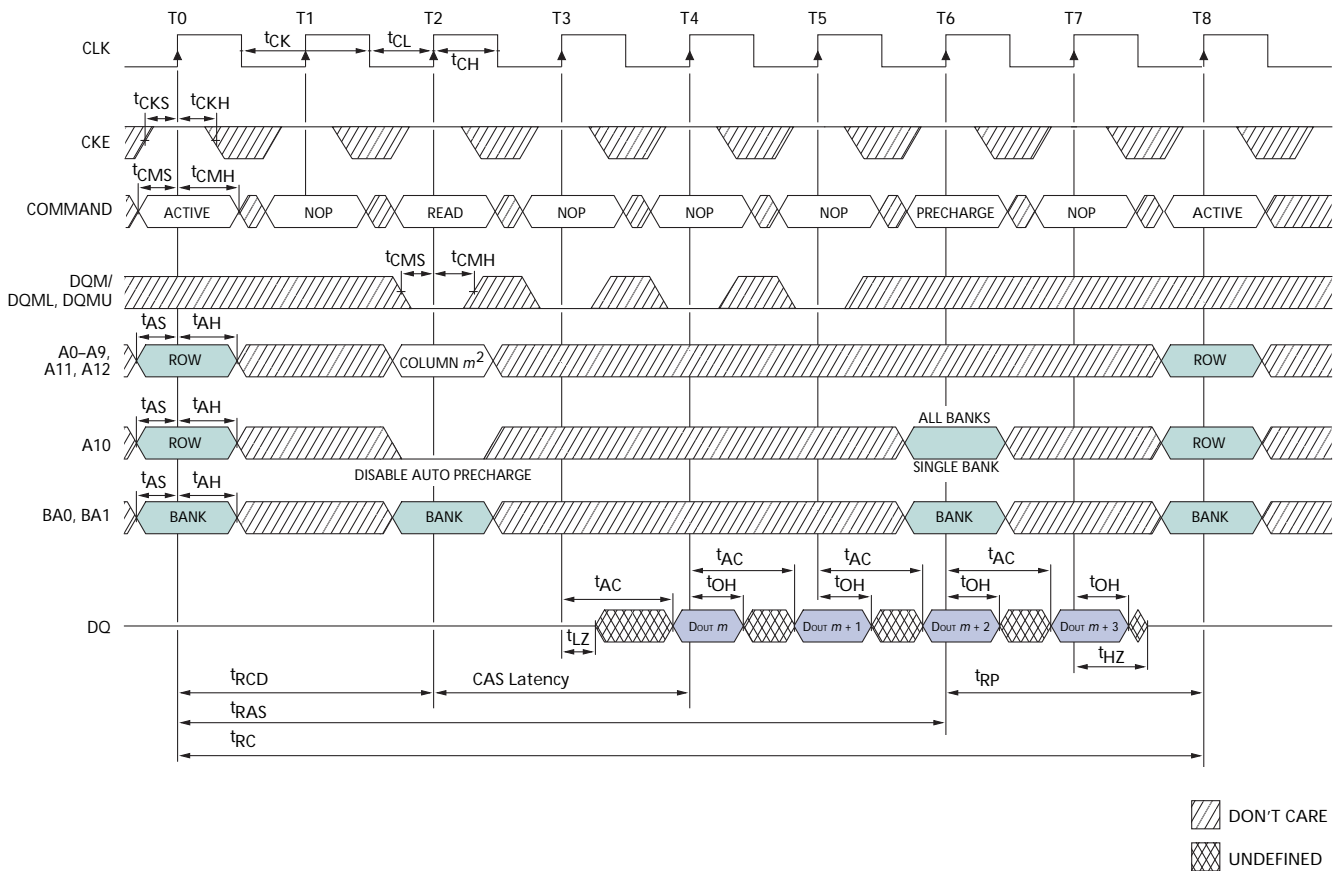 T0 T1 T2 T3 T4 T5 T6 T7 T8
CLK
tCK tCL
tCH
tCKS tCKH
CKE
tCMS tCMH
COMMAND ACTIVE NOP READ NOP NOP NOP PRECHARGE NOP ACTIVE
tCMS tCMH
DQM/
DQML, DQMU
tAS tAH
A0–A9,
A11, A12
ROW COLUMN m2 ROW
tAS tAH
ALL BANKS
A10 ROW ROW
DISABLE AUTO PRECHARGE SINGLE BANK
tAS tAH
BA0, BA1 BANK BANK BANK BANK
tAC tAC tAC
tAC tOH tOH tOH tOH
DQ DOUT m DOUT m + 1 DOUT m + 2 DOUT m + 3
tLZ tHZ
tRCD CAS Latency tRP
tRAS
tRC
DON'T CARE
UNDEFINED